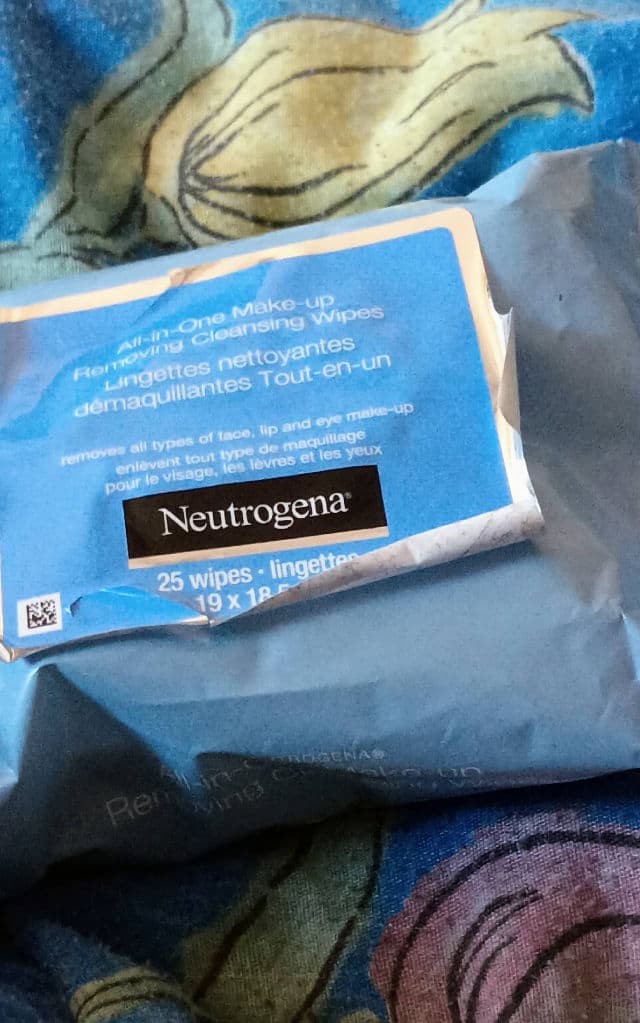 All-in-One Make-up
Removing Cleansing Wipes
Lingettes nettoyantes
démaquillantes Tout-en-un
removes all types of face, lip and eye make-up
enlèvent tout type de maquillage
pour le visage, les lèvres et les yeux
Neutrogena®
25 wipes · lingettes
19 x 18